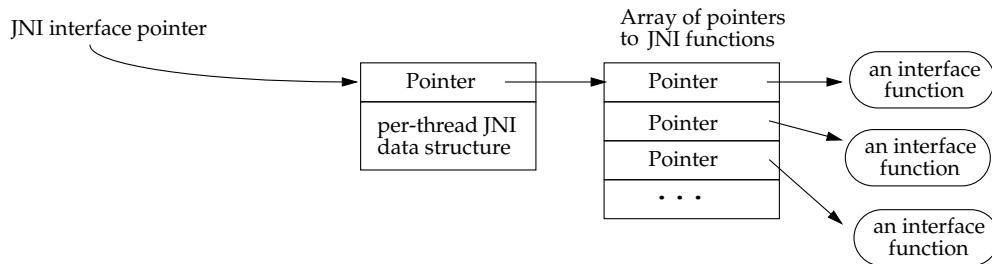 JNI interface pointer
Array of pointers
to JNI functions
Pointer
per-thread JNI
data structure
Pointer
Pointer
Pointer
. . .
an interface
function
an interface
function
an interface
function